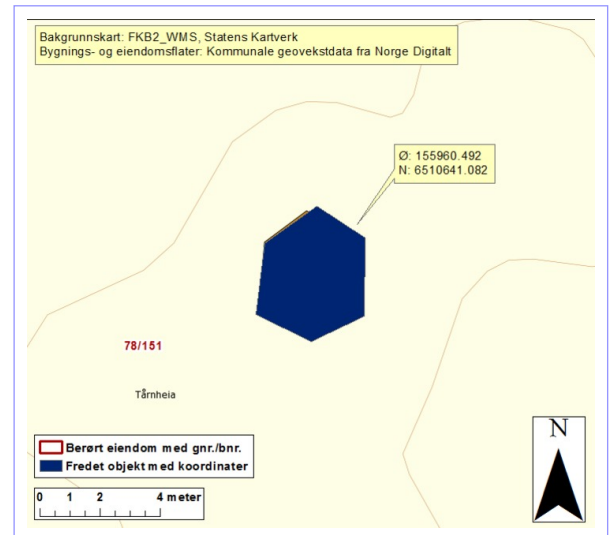 Bakgrunnskart: FKB2_WMS, Statens Kartverk
Bygnings- og eiendomsflater: Kommunale geovekstdata fra Norge Digitalt
Ø: 155960.492
N: 6510641.082
78/151
Tårnheia
Berørt eiendom med gnr./bnr.
Fredet objekt med koordinater
0 1 2 4 meter
N